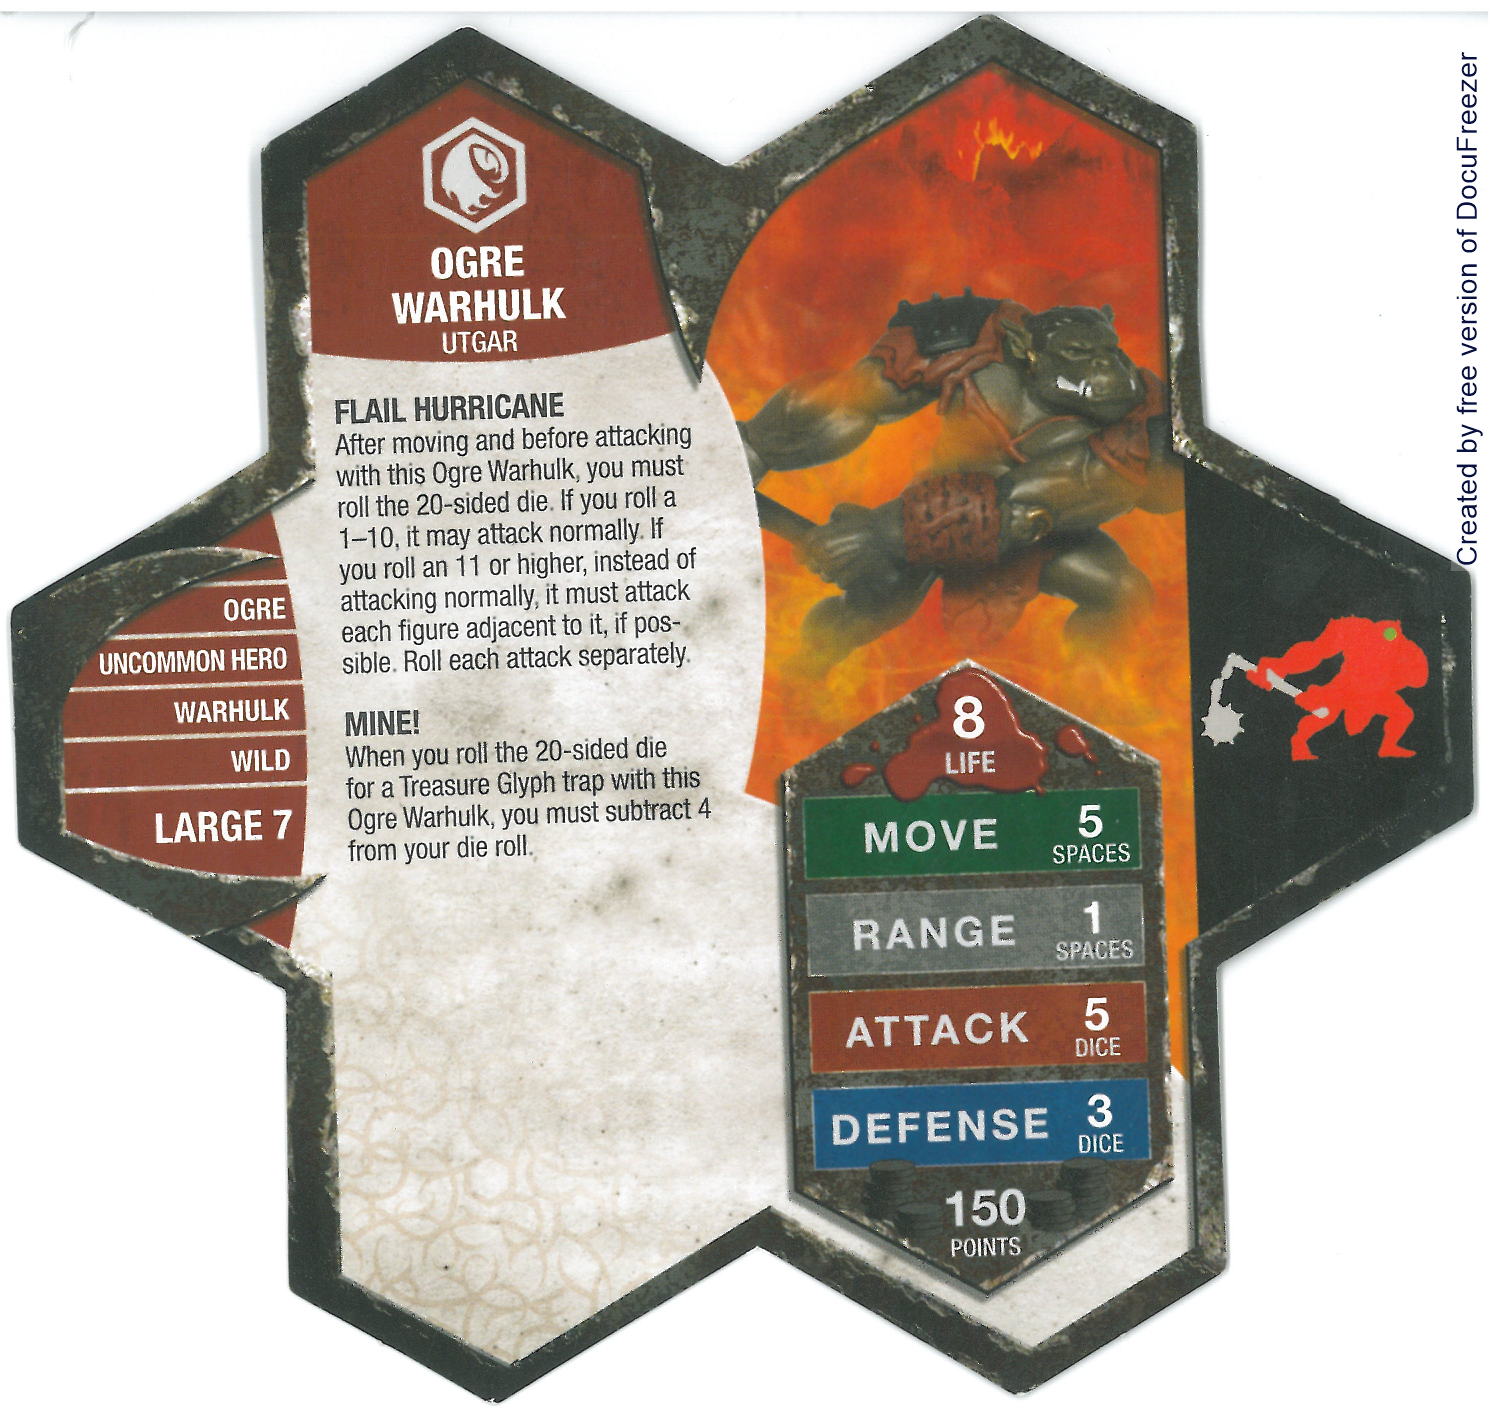 OGRE
WARHULK
UTGAR
FLAIL HURRICANE
After moving and before attacking
with this Ogre Warhulk, you must
roll the 20-sided die. If you roll a
1–10, it may attack normally. If
you roll an 11 or higher, instead of
attacking normally, it must attack
each figure adjacent to it, if pos-
sible. Roll each attack separately.
MINE!
When you roll the 20-sided die
for a Treasure Glyph trap with this
Ogre Warhulk, you must subtract 4
from your die roll.
OGRE
UNCOMMON HERO
WARHULK
WILD
LARGE 7
8
LIFE
MOVE 5
SPACES
RANGE 1
SPACES
ATTACK 5
DICE
DEFENSE 3
DICE
150
POINTS
Created by free version of DocuFreezer